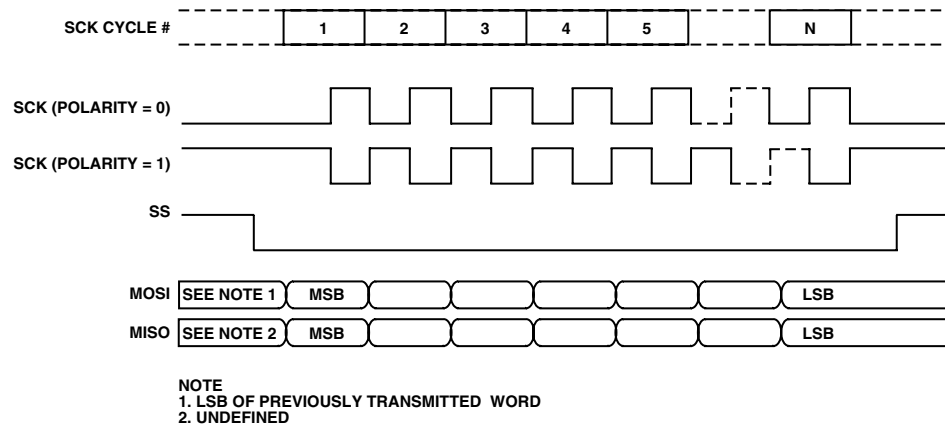 SCK CYCLE # 1 2 3 4 5 N
SCK (POLARITY = 0)
SCK (POLARITY = 1)
SS
MOSI SEE NOTE 1 MSB LSB
MISO SEE NOTE 2 MSB LSB
NOTE
1. LSB OF PREVIOUSLY TRANSMITTED WORD
2. UNDEFINED